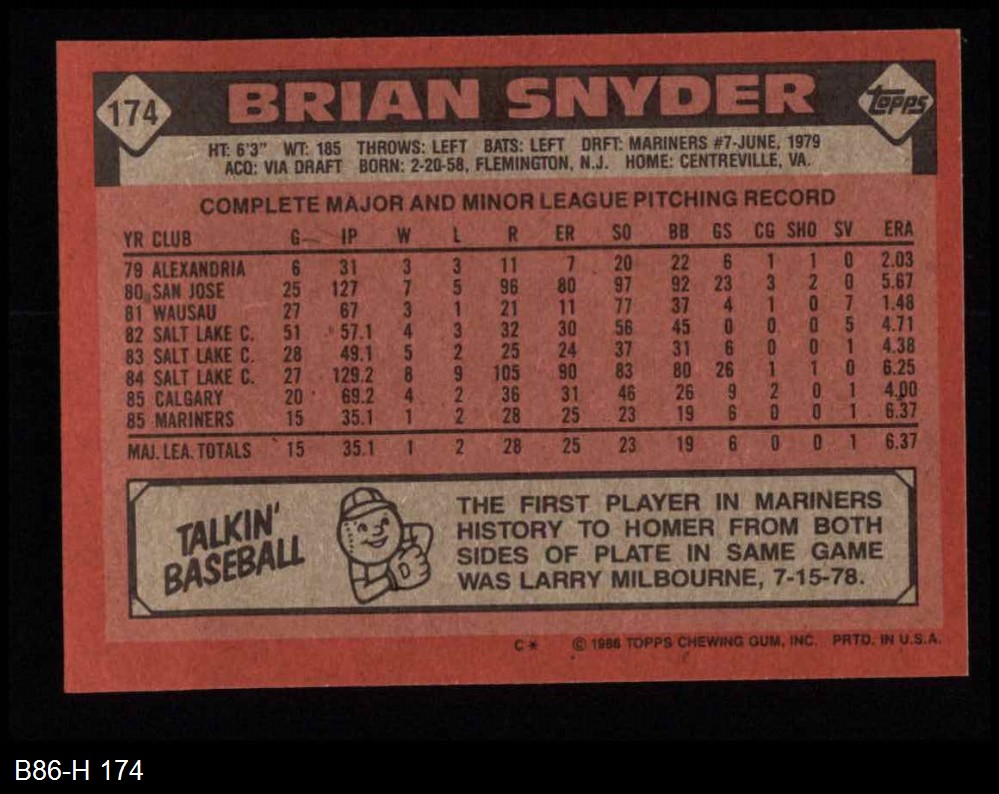 174 BRIAN SNYDER topps
HT: 6'3" WT: 185 THROWS: LEFT BATS: LEFT DRFT: MARINERS #7-JUNE, 1979
ACQ: VIA DRAFT BORN: 2-20-58, FLEMINGTON, N.J. HOME: CENTREVILLE, VA.
COMPLETE MAJOR AND MINOR LEAGUE PITCHING RECORD
YR CLUB G IP W L R ER SO BB GS CG SHO SV ERA
79 ALEXANDRIA 6 31 3 3 11 7 20 22 6 1 1 0 2.03
80 SAN JOSE 25 127 7 5 96 80 97 92 23 3 2 0 5.67
81 WAUSAU 27 67 3 1 21 11 77 37 4 1 0 7 1.48
82 SALT LAKE C. 51 57.1 4 3 32 30 56 45 0 0 0 5 4.71
83 SALT LAKE C. 28 49.1 5 2 25 24 37 31 6 0 0 1 4.38
84 SALT LAKE C. 27 129.2 8 9 105 90 83 80 26 1 1 0 6.25
85 CALGARY 20 69.2 4 2 36 31 46 26 9 2 0 1 4.00
85 MARINERS 15 35.1 1 2 28 25 23 19 6 0 0 1 6.37
MAJ. LEA. TOTALS 15 35.1 1 2 28 25 23 19 6 0 0 1 6.37
TALKIN'
BASEBALL
THE FIRST PLAYER IN MARINERS
HISTORY TO HOMER FROM BOTH
SIDES OF PLATE IN SAME GAME
WAS LARRY MILBOURNE, 7-15-78.
C* © 1986 TOPPS CHEWING GUM, INC. PRTD. IN U.S.A.
B86-H 174